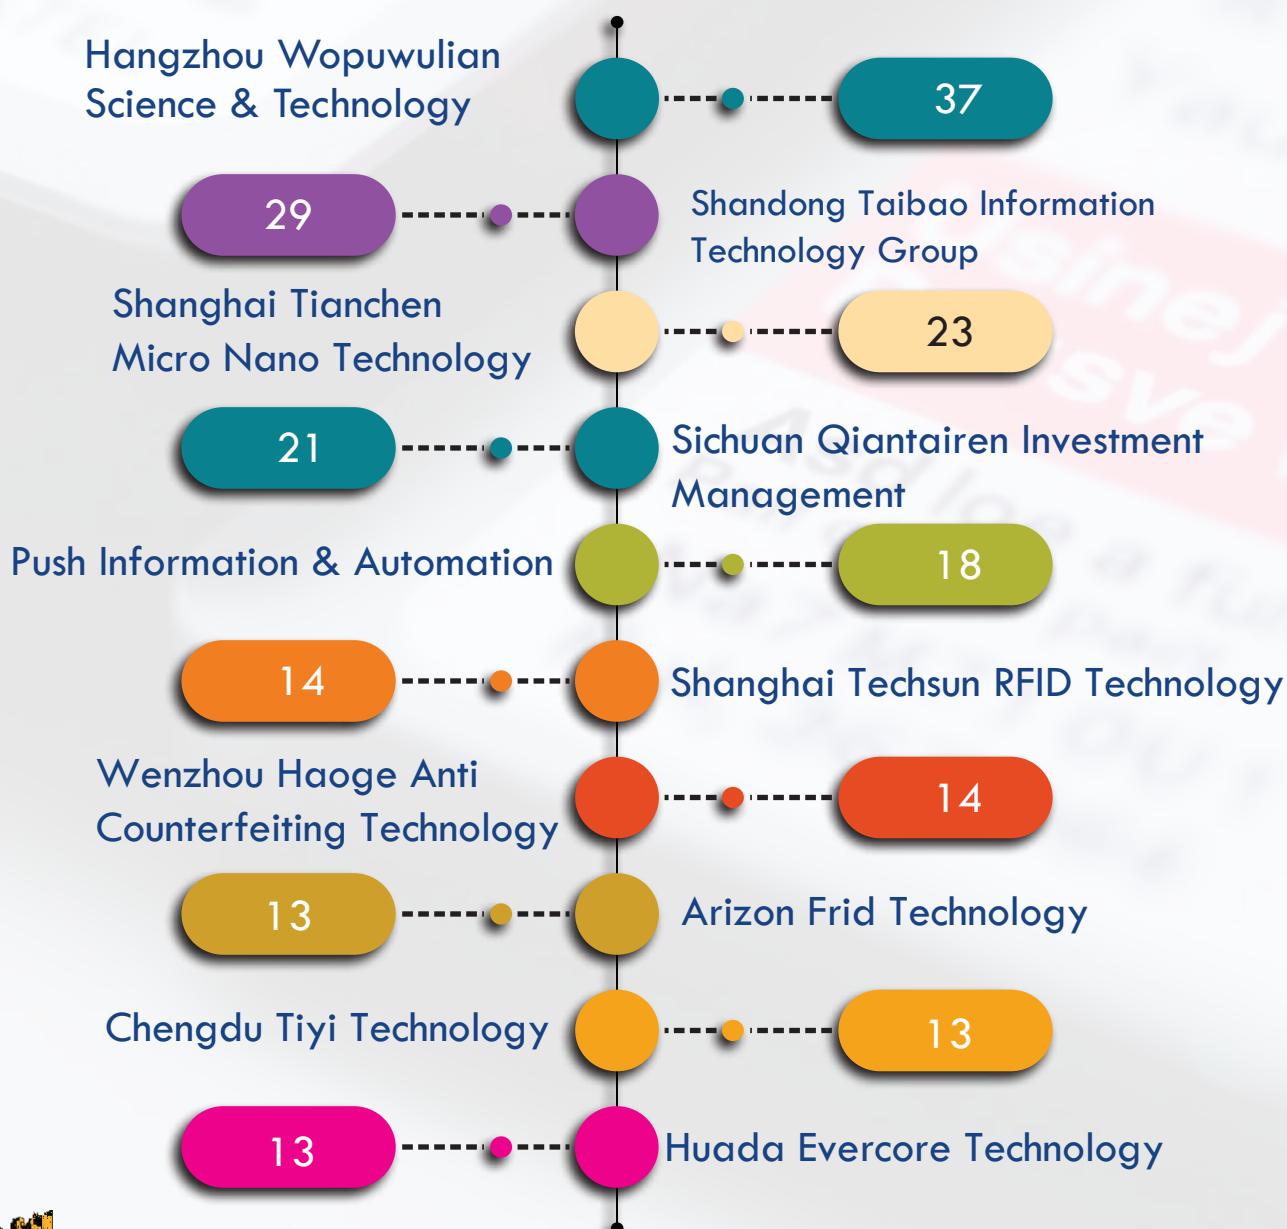 Hangzhou Wopuwulian
Science & Technology
37
29
Shandong Taibao Information
Technology Group
Shanghai Tianchen
Micro Nano Technology
23
21
Sichuan Qiantairen Investment
Management
Push Information & Automation
18
14
Shanghai Techsun RFID Technology
Wenzhou Haoge Anti
Counterfeiting Technology
14
13
Arizon Frid Technology
Chengdu Tiyi Technology
13
13
Huada Evercore Technology